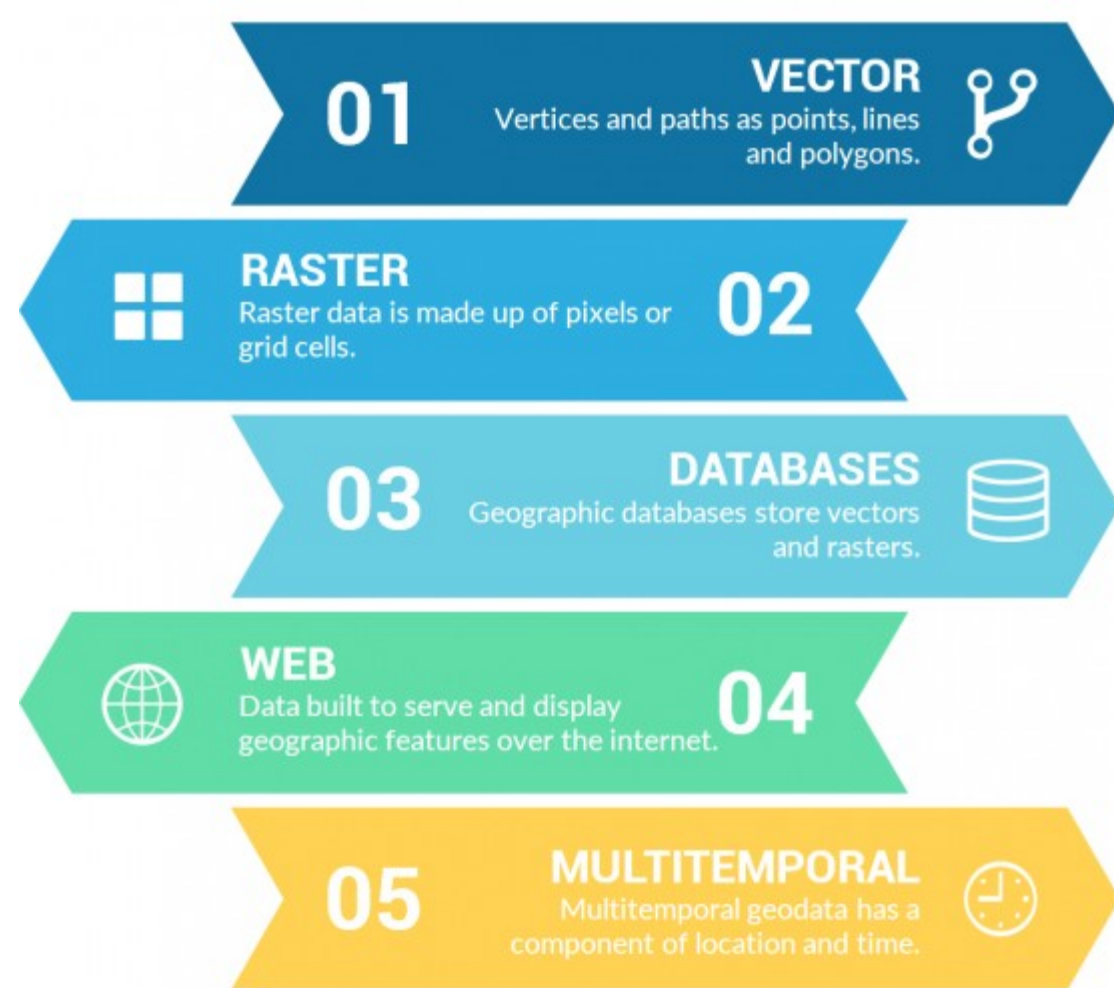 01
VECTOR
Vertices and paths as points, lines
and polygons.
RASTER
Raster data is made up of pixels or
grid cells.
02
03
DATABASES
Geographic databases store vectors
and rasters.
WEB
Data built to serve and display
geographic features over the internet.
04
05
MULTITEMPORAL
Multitemporal geodata has a
component of location and time.